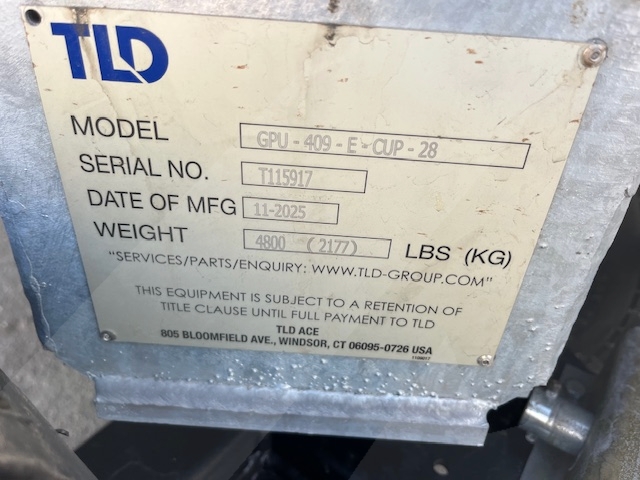 TLD
MODEL GPU - 409 - E - CUP - 28
SERIAL NO. T115917
DATE OF MFG 11-2025
WEIGHT 4800 (2177) LBS (KG)
"SERVICES/PARTS/ENQUIRY: WWW.TLD-GROUP.COM"
THIS EQUIPMENT IS SUBJECT TO A RETENTION OF
TITLE CLAUSE UNTIL FULL PAYMENT TO TLD
TLD ACE
805 BLOOMFIELD AVE., WINDSOR, CT 06095-0726 USA